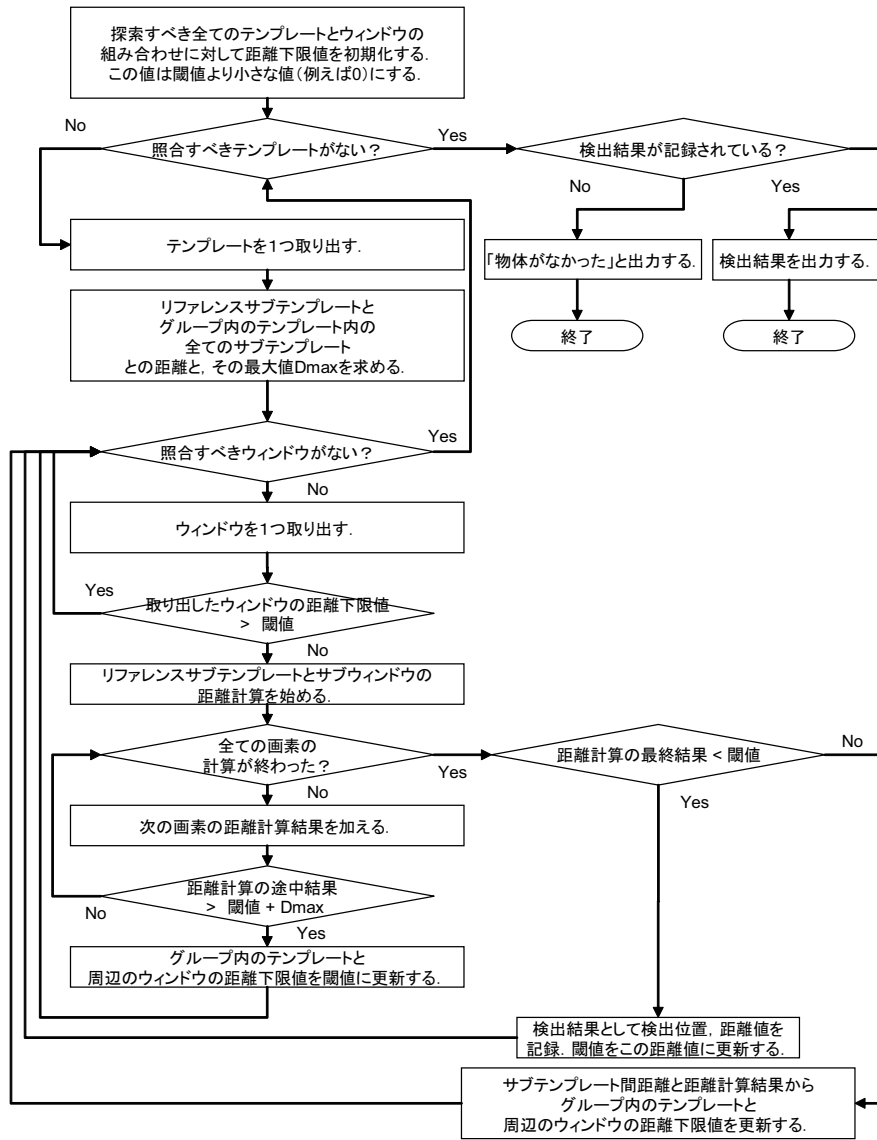 探索すべき全てのテンプレートとウィンドウの
組み合わせに対して距離下限値を初期化する.
この値は閾値より小さな値(例えば0)にする.
No
照合すべきテンプレートがない?
Yes
検出結果が記録されている?
No
Yes
テンプレートを1つ取り出す.
「物体がなかった」と出力する.
検出結果を出力する.
リファレンスサブテンプレートと
グループ内のテンプレート内の
全てのサブテンプレート
との距離と, その最大値Dmaxを求める.
終了
終了
照合すべきウィンドウがない?
Yes
No
ウィンドウを1つ取り出す.
Yes
取り出したウィンドウの距離下限値
> 閾値
No
リファレンスサブテンプレートとサブウィンドウの
距離計算を始める.
全ての画素の
計算が終わった?
Yes
距離計算の最終結果 < 閾値
No
No
Yes
次の画素の距離計算結果を加える.
距離計算の途中結果
> 閾値 + Dmax
No
Yes
グループ内のテンプレートと
周辺のウィンドウの距離下限値を閾値に更新する.
検出結果として検出位置, 距離値を
記録. 閾値をこの距離値に更新する.
サブテンプレート間距離と距離計算結果から
グループ内のテンプレートと
周辺のウィンドウの距離下限値を更新する.